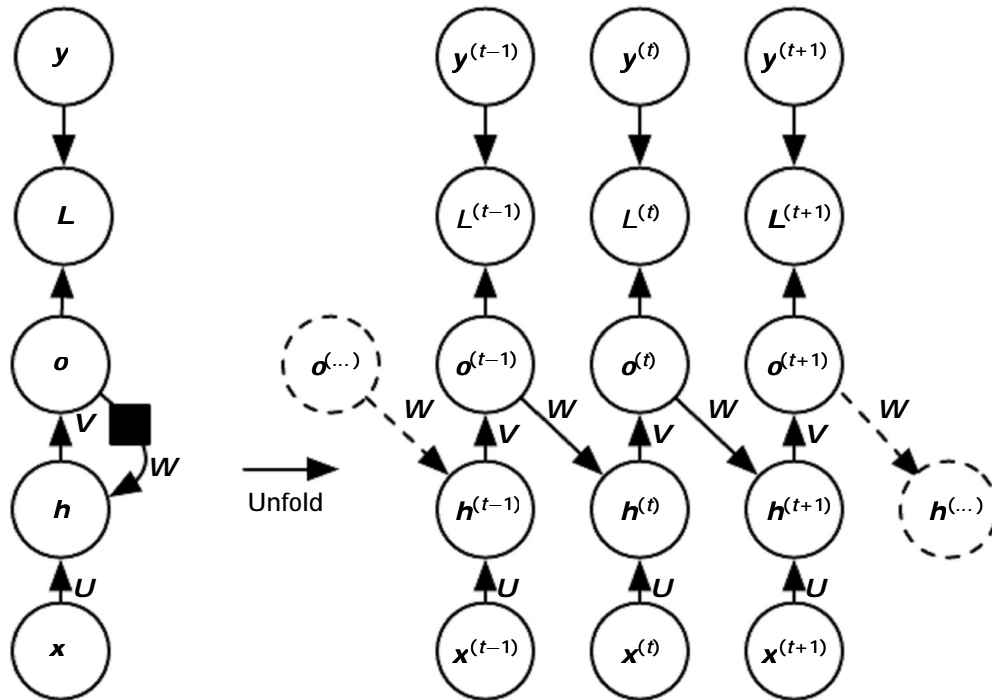 y y^(t−1) y^(t) y^(t+1)
L L^(t−1) L^(t) L^(t+1)
o o^(...) o^(t−1) o^(t) o^(t+1)
W W W W
V V V V
W
Unfold
h h^(t−1) h^(t) h^(t+1) h^(...)
U U U U
x x^(t−1) x^(t) x^(t+1)